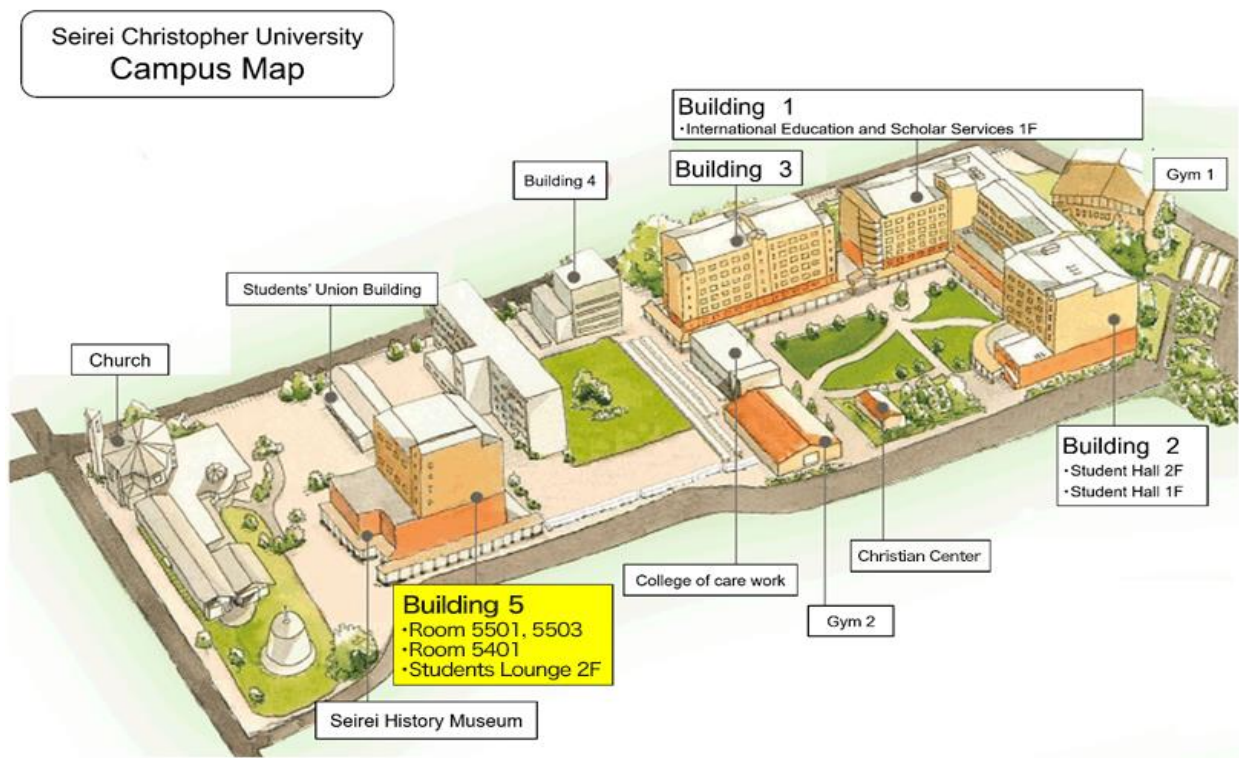 Seirei Christopher University
Campus Map
Building 1
・International Education and Scholar Services 1F
Building 3
Gym 1
Building 4
Students' Union Building
Church
Building 2
・Student Hall 2F
・Student Hall 1F
Christian Center
College of care work
Gym 2
Building 5
・Room 5501, 5503
・Room 5401
・Students Lounge 2F
Seirei History Museum